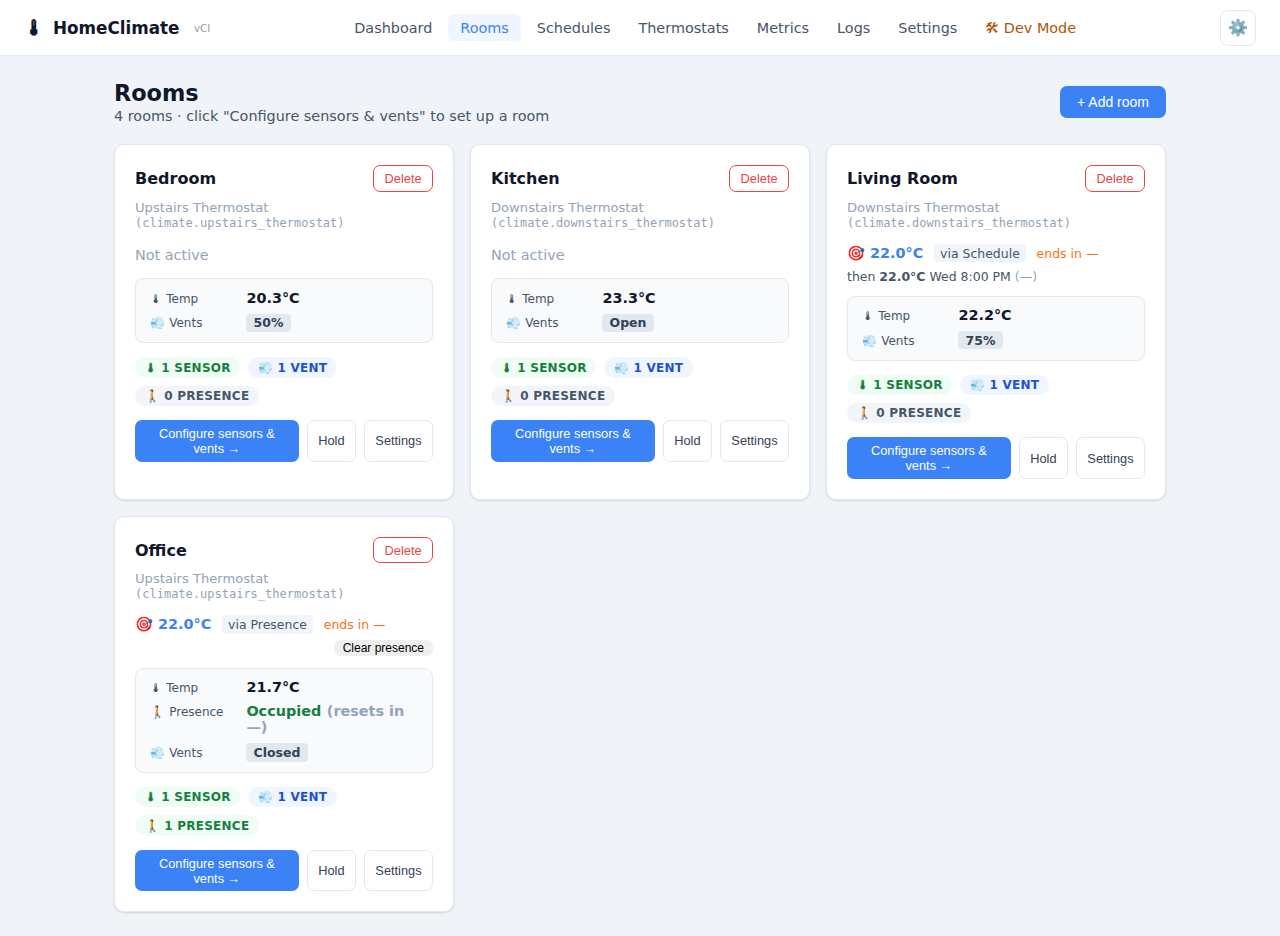 🌡 HomeClimate vCI Dashboard Rooms Schedules Thermostats Metrics Logs Settings 🛠 Dev Mode ⚙️
Rooms
4 rooms · click "Configure sensors & vents" to set up a room
+ Add room
Bedroom Delete
Upstairs Thermostat
(climate.upstairs_thermostat)
Not active
🌡 Temp 20.3°C
💨 Vents 50%
🌡 1 SENSOR 💨 1 VENT
🚶 0 PRESENCE
Configure sensors &
vents →
Hold Settings
Kitchen Delete
Downstairs Thermostat
(climate.downstairs_thermostat)
Not active
🌡 Temp 23.3°C
💨 Vents Open
🌡 1 SENSOR 💨 1 VENT
🚶 0 PRESENCE
Configure sensors &
vents →
Hold Settings
Living Room Delete
Downstairs Thermostat
(climate.downstairs_thermostat)
🎯 22.0°C via Schedule ends in —
then 22.0°C Wed 8:00 PM (—)
🌡 Temp 22.2°C
💨 Vents 75%
🌡 1 SENSOR 💨 1 VENT
🚶 0 PRESENCE
Configure sensors &
vents →
Hold Settings
Office Delete
Upstairs Thermostat
(climate.upstairs_thermostat)
🎯 22.0°C via Presence ends in —
Clear presence
🌡 Temp 21.7°C
🚶 Presence Occupied (resets in
—)
💨 Vents Closed
🌡 1 SENSOR 💨 1 VENT
🚶 1 PRESENCE
Configure sensors &
vents →
Hold Settings